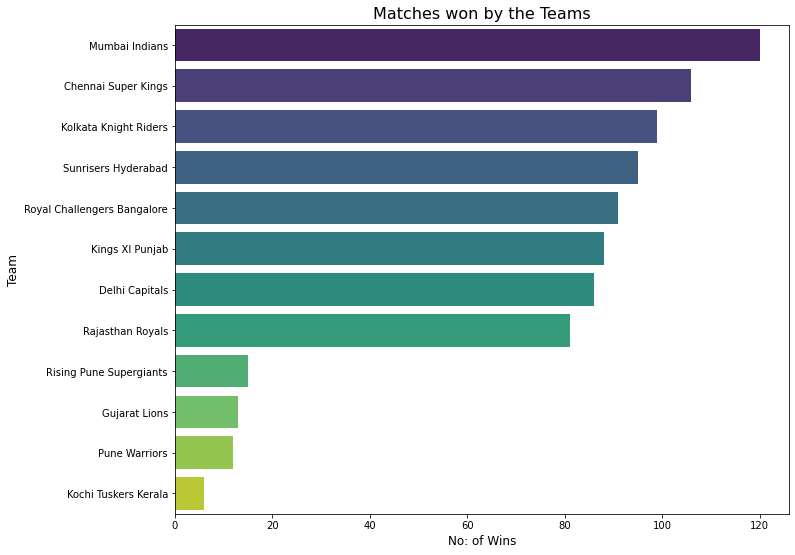 Matches won by the Teams
Team
Mumbai Indians
Chennai Super Kings
Kolkata Knight Riders
Sunrisers Hyderabad
Royal Challengers Bangalore
Kings XI Punjab
Delhi Capitals
Rajasthan Royals
Rising Pune Supergiants
Gujarat Lions
Pune Warriors
Kochi Tuskers Kerala
0 20 40 60 80 100 120
No: of Wins